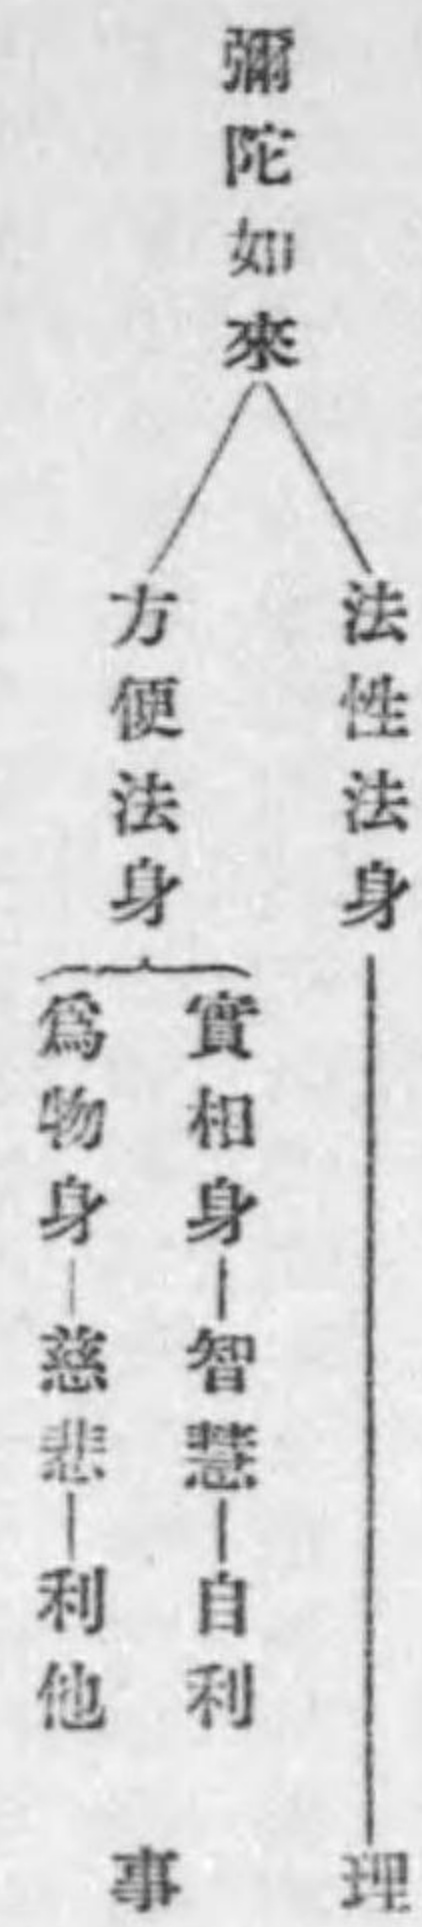 彌陀如來
法性法身
理
方便法身
實相身―智慧―自利
爲物身―慈悲―利他
事